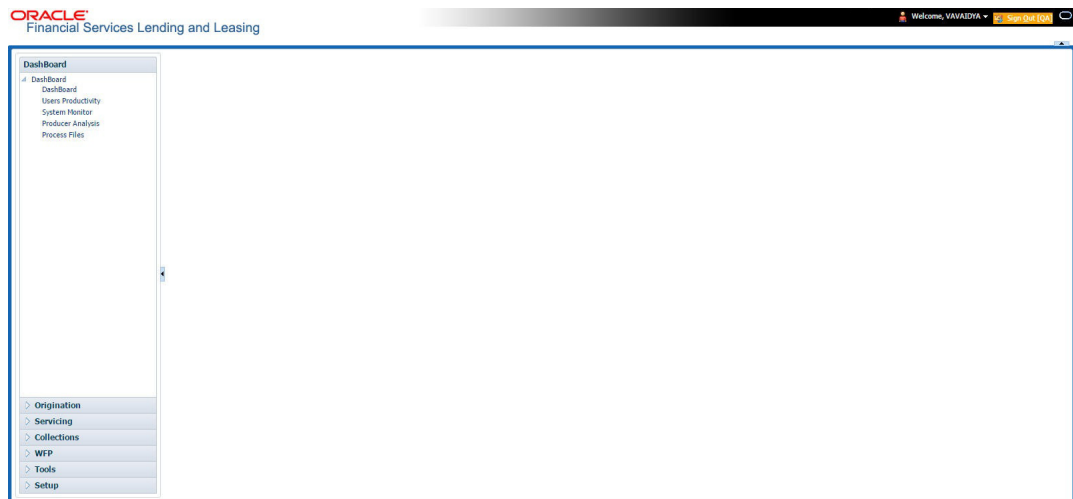 ORACLE'
Financial Services Lending and Leasing
Welcome, VAVAIDYA
Sign Out [QA]
DashBoard
DashBoard
DashBoard
Users Productivity
System Monitor
Producer Analysis
Process Files
Origination
Servicing
Collections
WFP
Tools
Setup